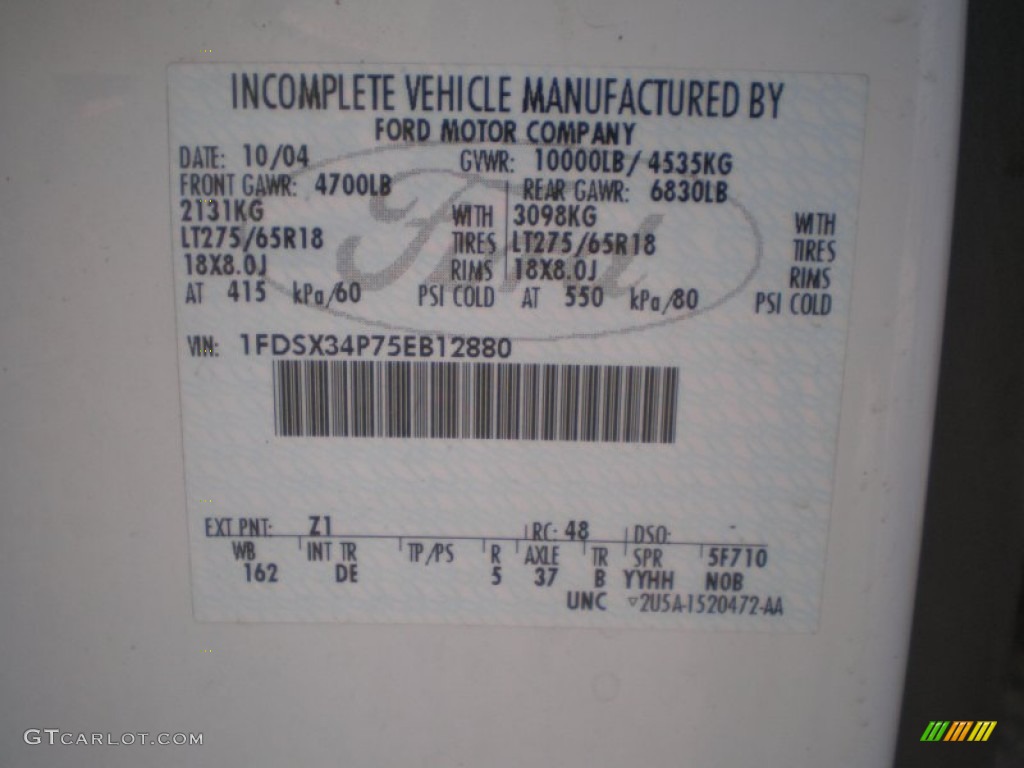 INCOMPLETE VEHICLE MANUFACTURED BY
FORD MOTOR COMPANY
DATE: 10/04 GVWR: 10000LB/ 4535KG
FRONT GAWR: 4700LB REAR GAWR: 6830LB
2131KG WITH 3098KG WITH
LT275/65R18 TIRES LT275/65R18 TIRES
18X8.0J RIMS 18X8.0J RIMS
AT 415 kPa/60 PSI COLD AT 550 kPa/80 PSI COLD
Ford
VIN: 1FDSX34P75EB12880
EXT PNT: Z1 RC: 48 DSO:
WB INT TR TP/PS R AXLE TR SPR 5F710
162 DE 5 37 B YYHH N0B
UNC ▽2U5A-1520472-AA
GTCARLOT.COM